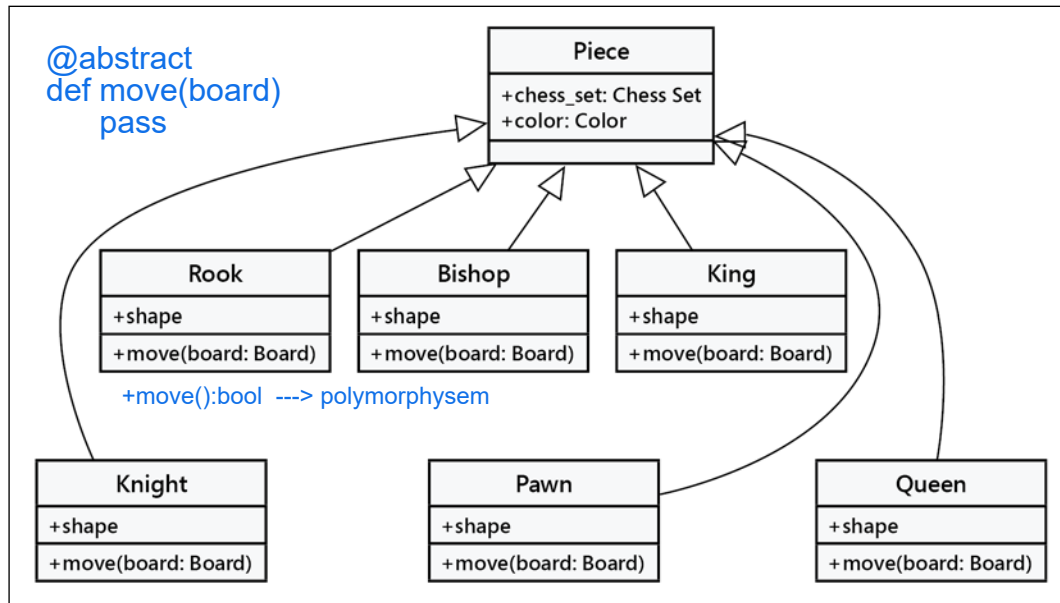 @abstract
def move(board)
pass
Piece
+chess_set: Chess Set
+color: Color
Rook
+shape
+move(board: Board)
Bishop
+shape
+move(board: Board)
King
+shape
+move(board: Board)
+move():bool ---> polymorphysem
Knight
+shape
+move(board: Board)
Pawn
+shape
+move(board: Board)
Queen
+shape
+move(board: Board)